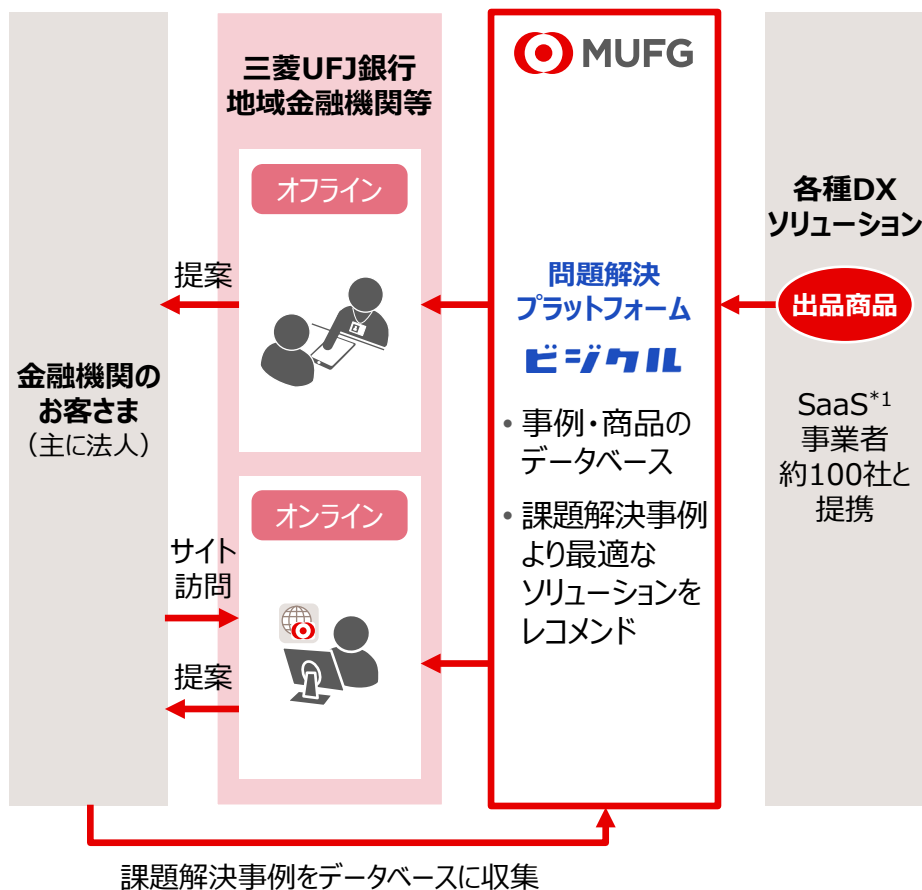 金融機関の
お客さま
（主に法人）
提案
サイト
訪問
提案
三菱UFJ銀行
地域金融機関等
オフライン
オンライン
MUFG
問題解決
プラットフォーム
ビジクル
• 事例・商品の
データベース
• 課題解決事例
より最適な
ソリューションを
レコメンド
各種DX
ソリューション
出品商品
SaaS*1
事業者
約100社と
提携
課題解決事例をデータベースに収集